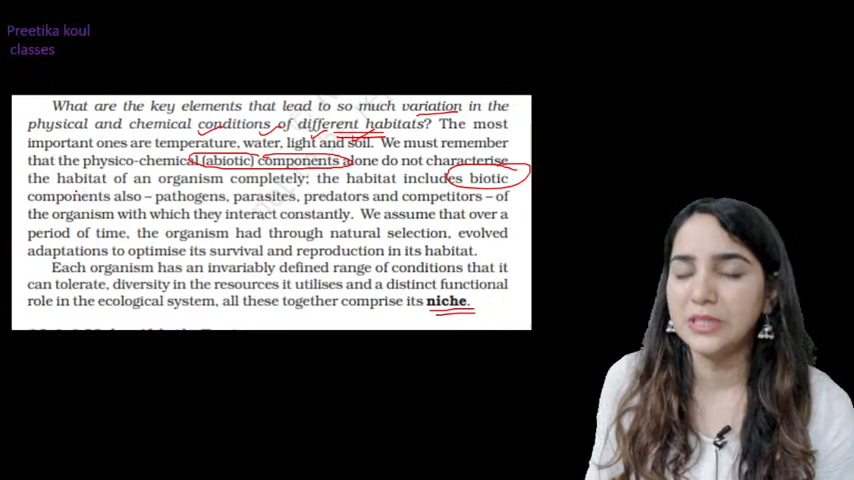 Preetika koul
classes
What are the key elements that lead to so much variation in the
physical and chemical conditions of different habitats? The most
important ones are temperature, water, light and soil. We must remember
that the physico-chemical (abiotic) components alone do not characterise
the habitat of an organism completely; the habitat includes biotic
components also – pathogens, parasites, predators and competitors – of
the organism with which they interact constantly. We assume that over a
period of time, the organism had through natural selection, evolved
adaptations to optimise its survival and reproduction in its habitat.
Each organism has an invariably defined range of conditions that it
can tolerate, diversity in the resources it utilises and a distinct functional
role in the ecological system, all these together comprise its niche.